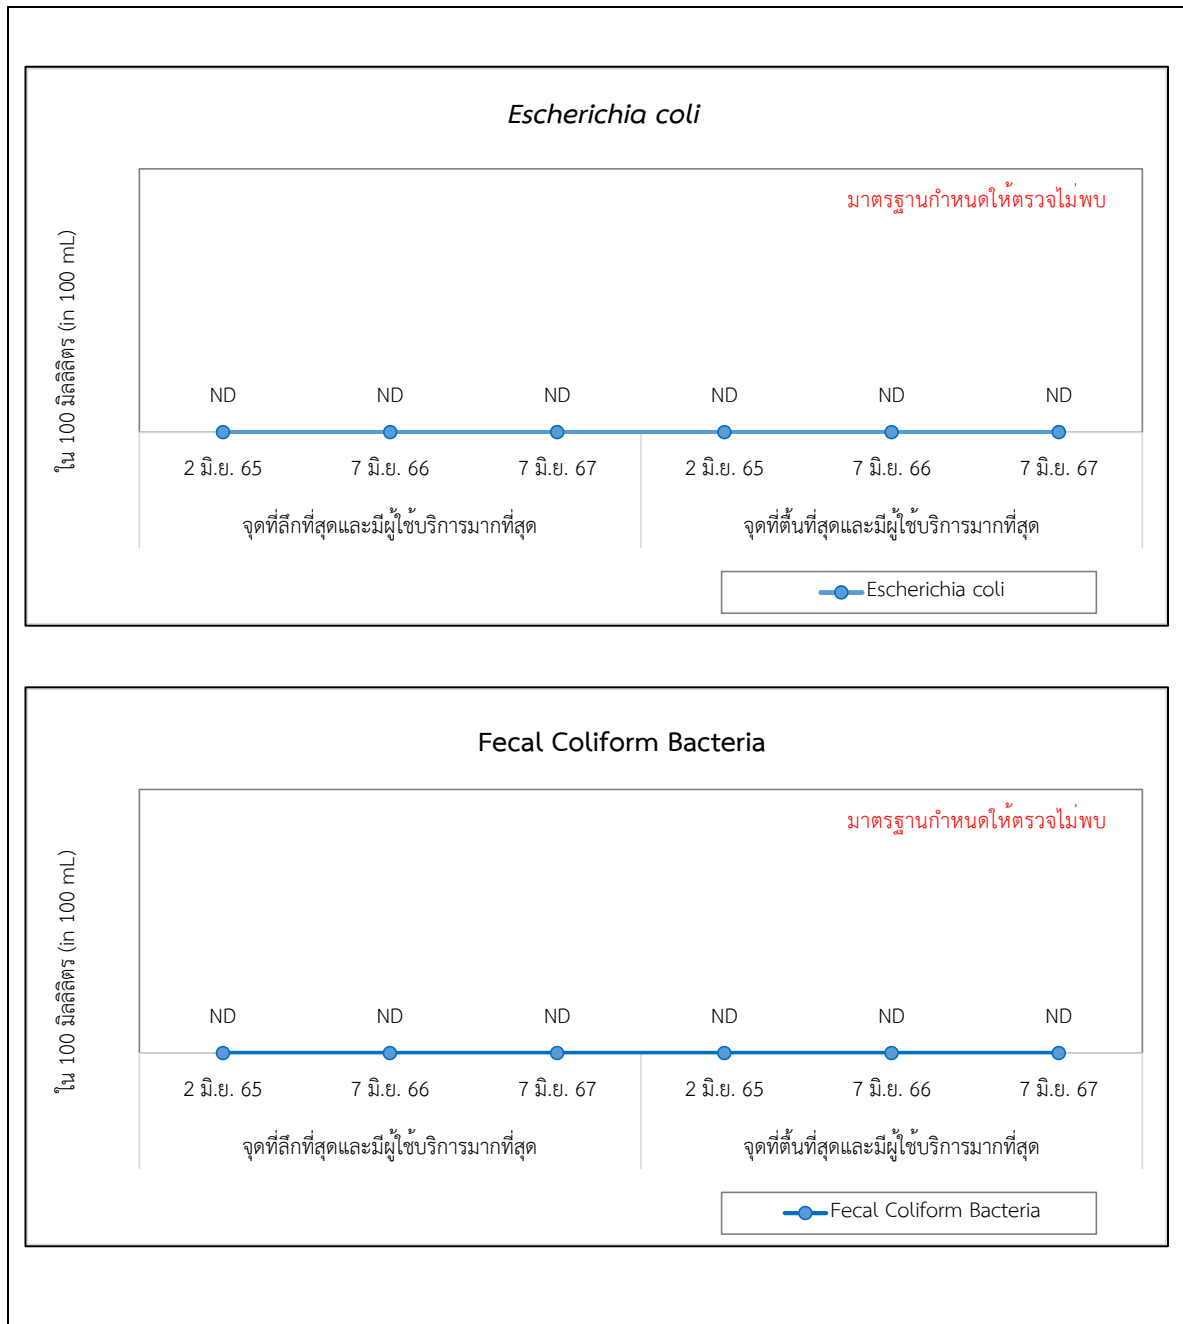 Escherichia coli
มาตรฐานกำหนดให้ตรวจไม่พบ
ใน 100 มิลลิลิตร (in 100 mL)
ND ND ND ND ND ND
2 มิ.ย. 65 7 มิ.ย. 66 7 มิ.ย. 67 2 มิ.ย. 65 7 มิ.ย. 66 7 มิ.ย. 67
จุดที่ลึกที่สุดและมีผู้ใช้บริการมากที่สุด จุดที่ตื้นที่สุดและมีผู้ใช้บริการมากที่สุด
Escherichia coli
Fecal Coliform Bacteria
มาตรฐานกำหนดให้ตรวจไม่พบ
ใน 100 มิลลิลิตร (in 100 mL)
ND ND ND ND ND ND
2 มิ.ย. 65 7 มิ.ย. 66 7 มิ.ย. 67 2 มิ.ย. 65 7 มิ.ย. 66 7 มิ.ย. 67
จุดที่ลึกที่สุดและมีผู้ใช้บริการมากที่สุด จุดที่ตื้นที่สุดและมีผู้ใช้บริการมากที่สุด
Fecal Coliform Bacteria